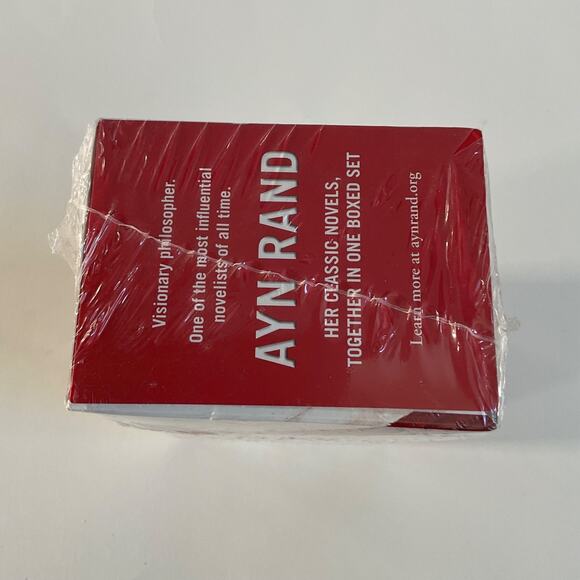 Visionary philosopher.
One of the most influential
novelists of all time.
AYN RAND
HER CLASSIC NOVELS,
TOGETHER IN ONE BOXED SET
Learn more at aynrand.org